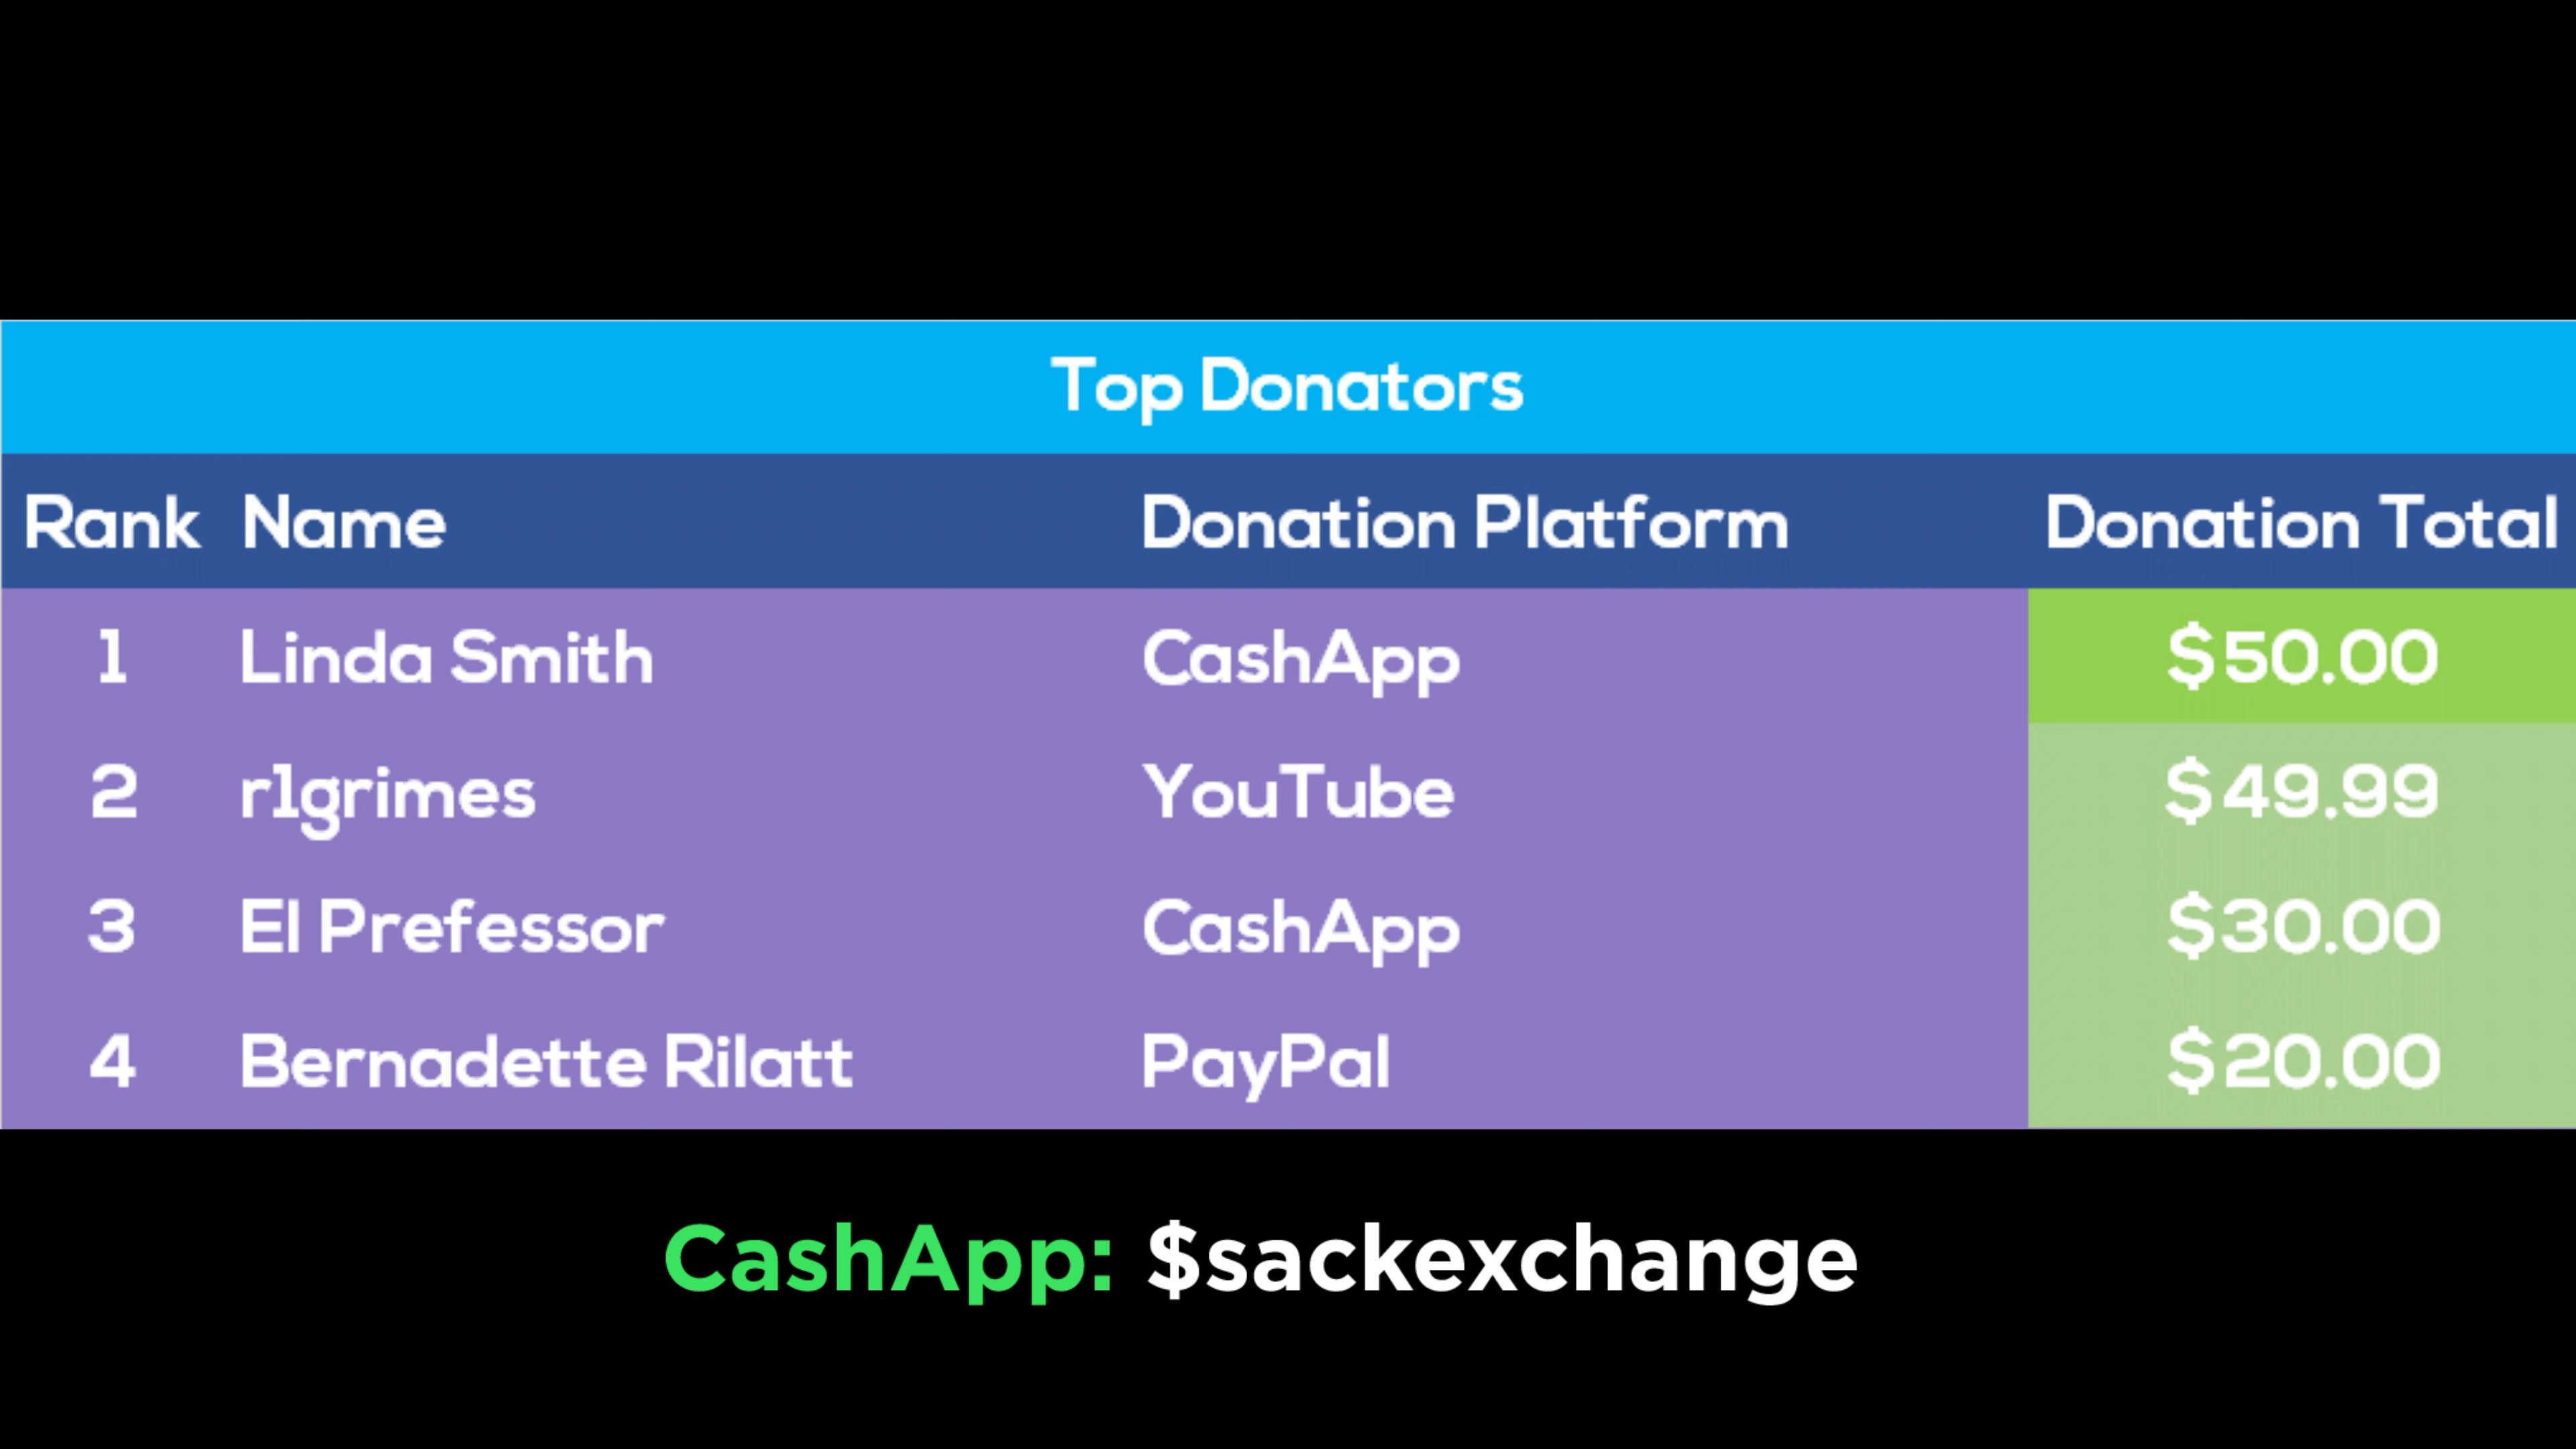 Top Donators
Rank Name Donation Platform Donation Total
1 Linda Smith CashApp $50.00
2 r1grimes YouTube $49.99
3 El Prefessor CashApp $30.00
4 Bernadette Rilatt PayPal $20.00
CashApp: $sackexchange